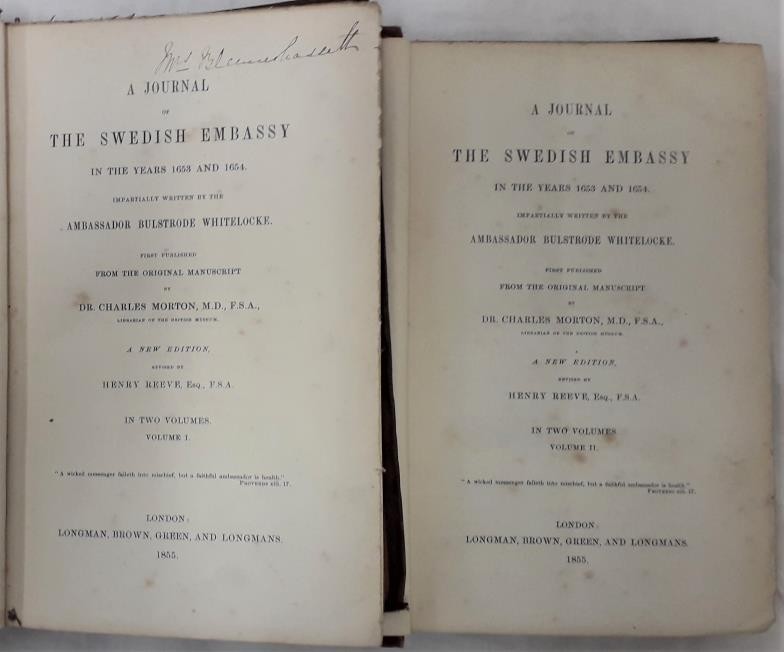 Mrs Blennerhassett
A JOURNAL
OF
THE SWEDISH EMBASSY
IN THE YEARS 1653 AND 1654.
IMPARTIALLY WRITTEN BY THE
AMBASSADOR BULSTRODE WHITELOCKE.
FIRST PUBLISHED
FROM THE ORIGINAL MANUSCRIPT
BY
DR. CHARLES MORTON, M.D., F.S.A.,
LIBRARIAN OF THE BRITISH MUSEUM.
A NEW EDITION,
REVISED BY
HENRY REEVE, Esq., F.S.A.
IN TWO VOLUMES.
VOLUME I.
"A wicked messenger falleth into mischief, but a faithful ambassador is health."
Proverbs xiii. 17.
LONDON:
LONGMAN, BROWN, GREEN, AND LONGMANS.
1855.
A JOURNAL
OF
THE SWEDISH EMBASSY
IN THE YEARS 1653 AND 1654.
IMPARTIALLY WRITTEN BY THE
AMBASSADOR BULSTRODE WHITELOCKE.
FIRST PUBLISHED
FROM THE ORIGINAL MANUSCRIPT
BY
DR. CHARLES MORTON, M.D., F.S.A.,
LIBRARIAN OF THE BRITISH MUSEUM.
A NEW EDITION,
REVISED BY
HENRY REEVE, Esq., F.S.A.
IN TWO VOLUMES
VOLUME II.
"A wicked messenger falleth into mischief, but a faithful ambassador is health."
Proverbs xiii. 17.
LONDON:
LONGMAN, BROWN, GREEN, AND LONGMANS.
1855.